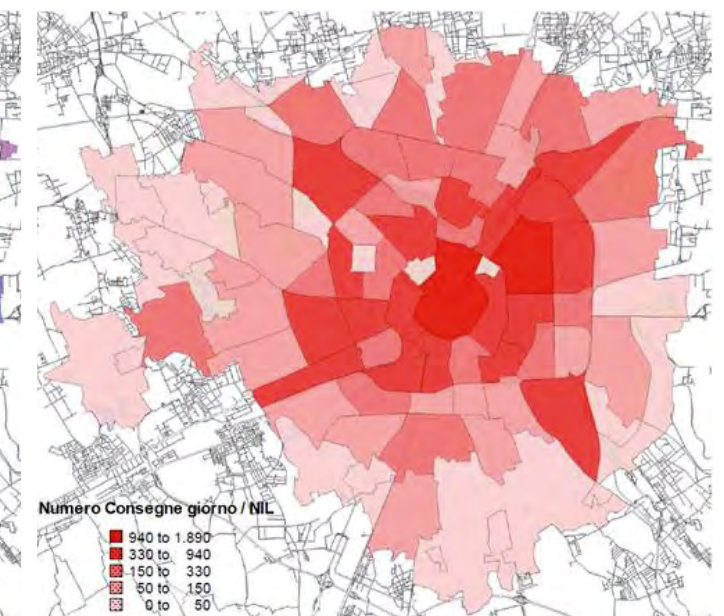 Numero Consegne giorno / NIL
940 to 1.890
330 to 940
150 to 330
50 to 150
0 to 50